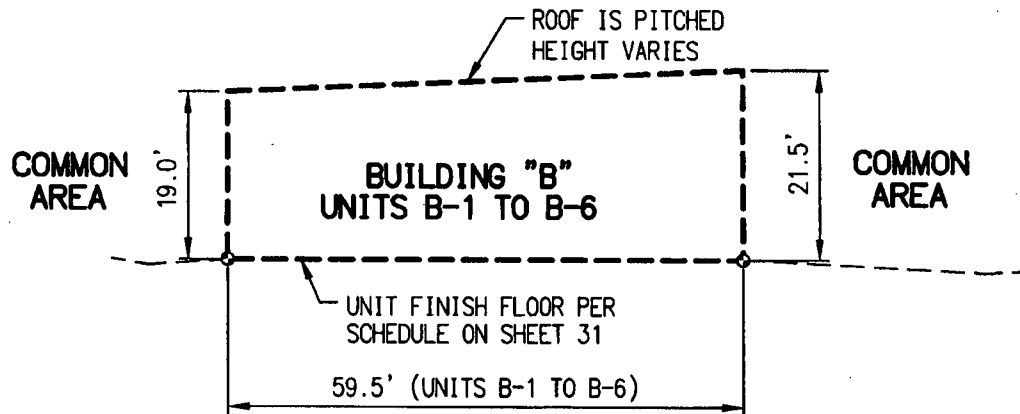 ROOF IS PITCHED
HEIGHT VARIES
COMMON
AREA
19.0'
BUILDING "B"
UNITS B-1 TO B-6
21.5'
COMMON
AREA
UNIT FINISH FLOOR PER
SCHEDULE ON SHEET 31
59.5' (UNITS B-1 TO B-6)